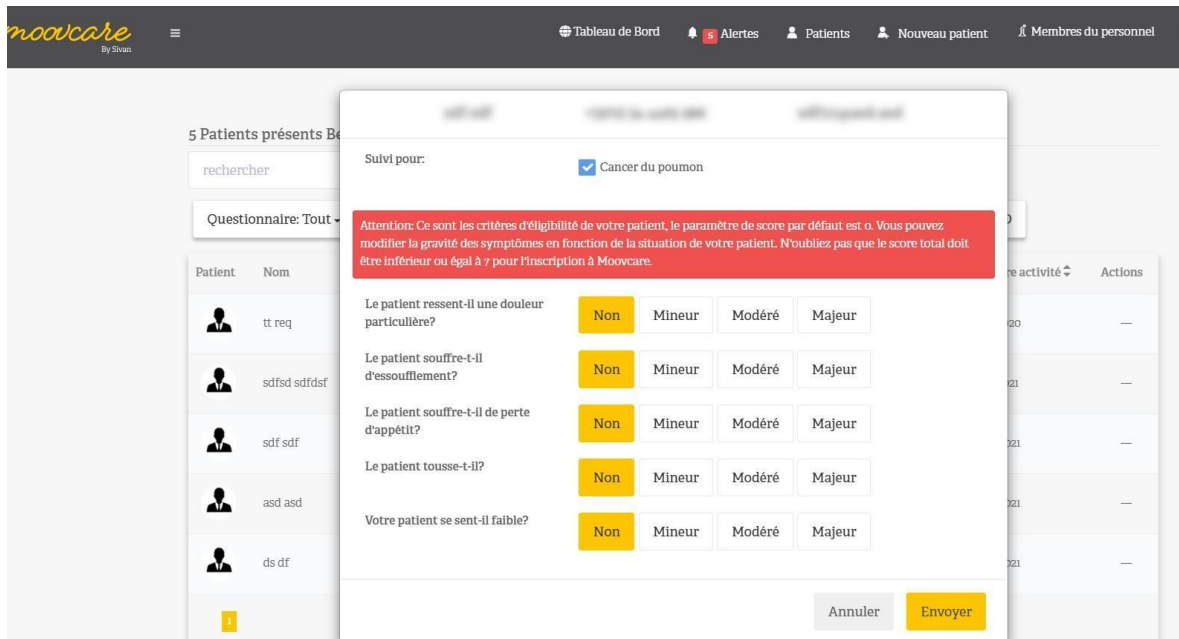 moovcare
By Sivan
Tableau de Bord
5 Alertes
Patients
Nouveau patient
Membres du personnel
5 Patients présents Be
rechercher
Questionnaire: Tout
Patient Nom
re activité Actions
tt req
020
—
sdfsd sdfdsf
021
—
sdf sdf
021
—
asd asd
021
—
ds df
021
—
1
Suivi pour:
Cancer du poumon
Attention: Ce sont les critères d'éligibilité de votre patient, le paramètre de score par défaut est 0. Vous pouvez
modifier la gravité des symptômes en fonction de la situation de votre patient. N'oubliez pas que le score total doit
être inférieur ou égal à 7 pour l'inscription à Moovcare.
Le patient ressent-il une douleur
particulière?
Non Mineur Modéré Majeur
Le patient souffre-t-il
d'essoufflement?
Non Mineur Modéré Majeur
Le patient souffre-t-il de perte
d'appétit?
Non Mineur Modéré Majeur
Le patient tousse-t-il?
Non Mineur Modéré Majeur
Votre patient se sent-il faible?
Non Mineur Modéré Majeur
Annuler Envoyer